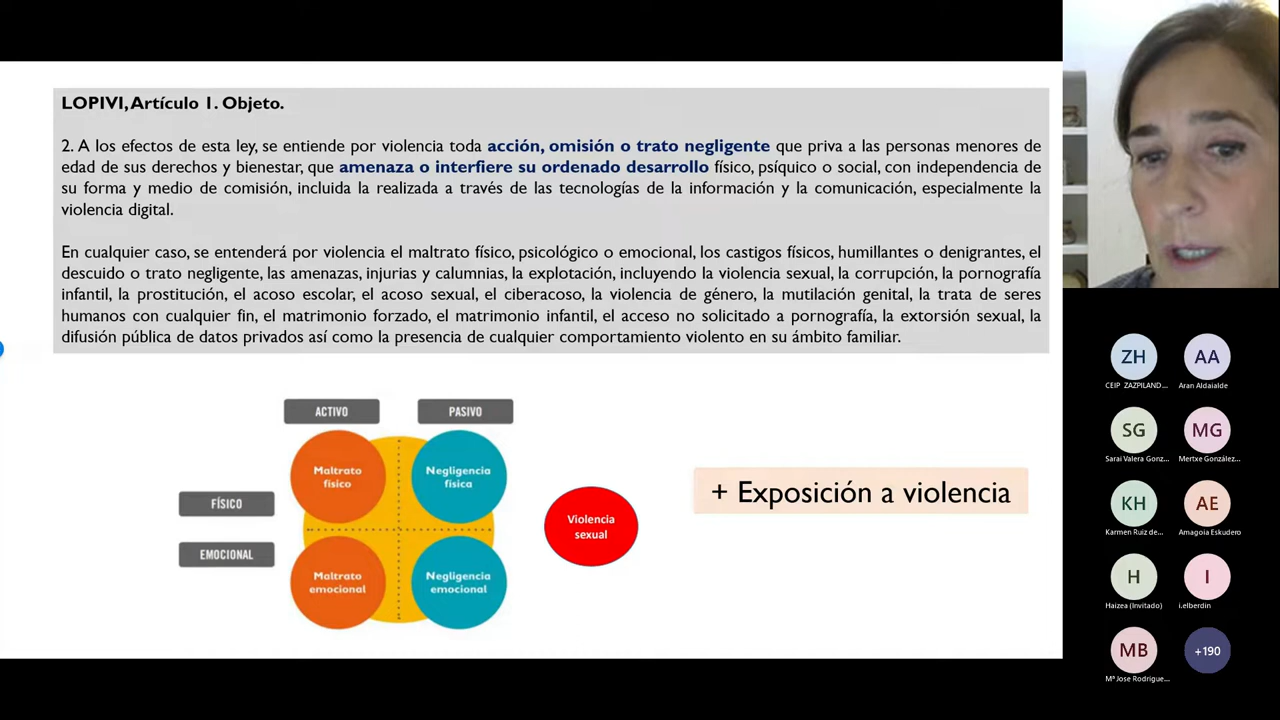 LOPIVI, Artículo 1. Objeto.
2. A los efectos de esta ley, se entiende por violencia toda acción, omisión o trato negligente que priva a las personas menores de
edad de sus derechos y bienestar, que amenaza o interfiere su ordenado desarrollo físico, psíquico o social, con independencia de
su forma y medio de comisión, incluida la realizada a través de las tecnologías de la información y la comunicación, especialmente la
violencia digital.
En cualquier caso, se entenderá por violencia el maltrato físico, psicológico o emocional, los castigos físicos, humillantes o denigrantes, el
descuido o trato negligente, las amenazas, injurias y calumnias, la explotación, incluyendo la violencia sexual, la corrupción, la pornografía
infantil, la prostitución, el acoso escolar, el acoso sexual, el ciberacoso, la violencia de género, la mutilación genital, la trata de seres
humanos con cualquier fin, el matrimonio forzado, el matrimonio infantil, el acceso no solicitado a pornografía, la extorsión sexual, la
difusión pública de datos privados así como la presencia de cualquier comportamiento violento en su ámbito familiar.
ACTIVO
PASIVO
FÍSICO
EMOCIONAL
Maltrato
físico
Negligencia
física
Maltrato
emocional
Negligencia
emocional
Violencia
sexual
+ Exposición a violencia
ZH
CEIP ZAZPILAND...
AA
Aran Aldaialde
SG
Sarai Valera Gonz...
MG
Mertxe González...
KH
Karmen Ruiz de...
AE
Amagoia Eskudero
H
Haizea (Invitado)
I
i.elberdin
MB
Mª Jose Rodrigue...
+190